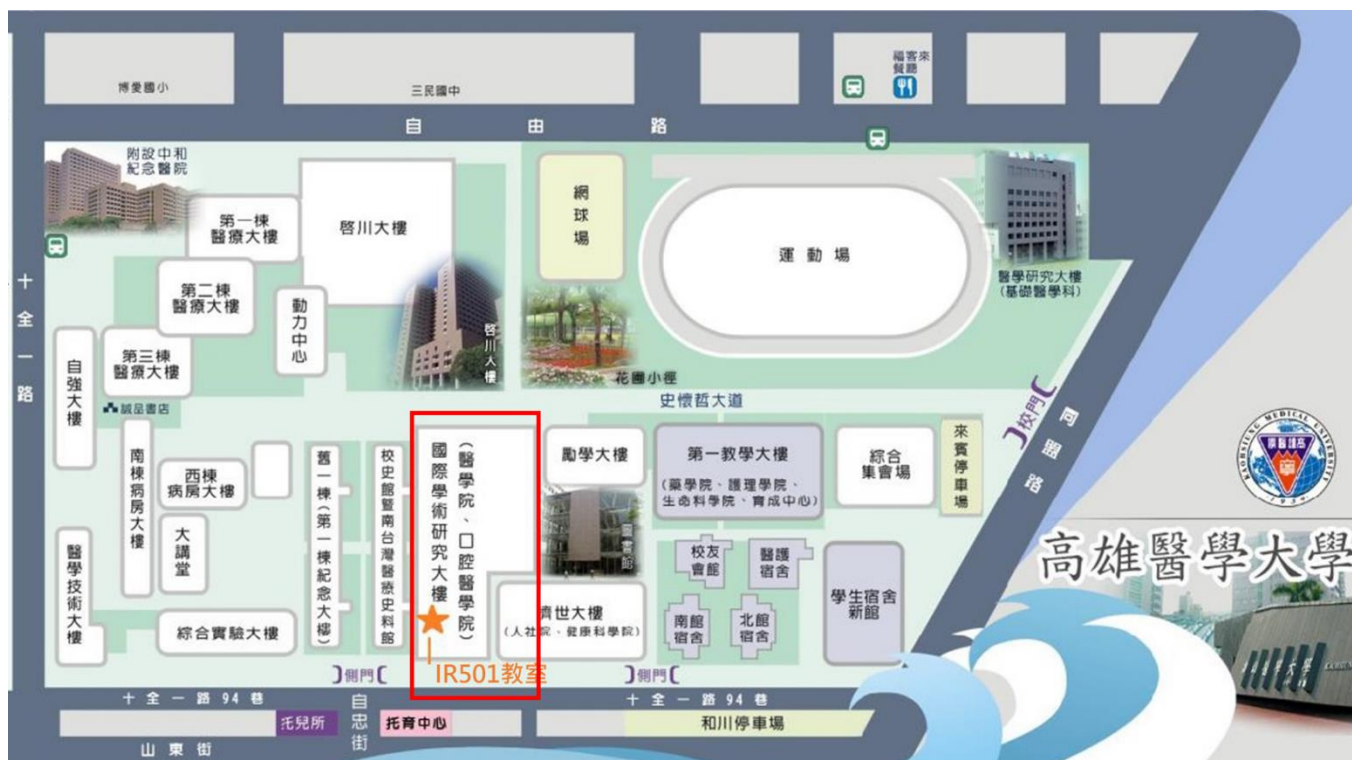 博愛國小
三民國中
福客來
餐廳
自由路
附設中和
紀念醫院
第一棟
醫療大樓
啓川大樓
網球場
運動場
醫學研究大樓
(基礎醫學科)
十全一路
第二棟
醫療大樓
動力中心
啓川大樓
第三棟
醫療大樓
自強大樓
誠品書店
花圃小徑
史懷哲大道
校門
同盟路
南棟病房大樓
西棟
病房大樓
大講堂
醫學技術大樓
綜合實驗大樓
舊一棟(第一棟紀念大樓)
校史館暨南台灣醫療史料館
國際學術研究大樓
(醫學院、口腔醫學院)
勵學大樓
圖書館
濟世大樓
(人社院、健康科學院)
第一教學大樓
(藥學院、護理學院、
生命科學院、育成中心)
綜合
集會場
來賓停車場
校友
會館
醫護
宿舍
南館
宿舍
北館
宿舍
學生宿舍
新館
KAOHSIUNG MEDICAL UNIVERSITY
1954
高雄醫學大學
側門
IR501教室
側門
十全一路94巷
自忠街
十全一路94巷
托兒所
托育中心
和川停車場
山東街